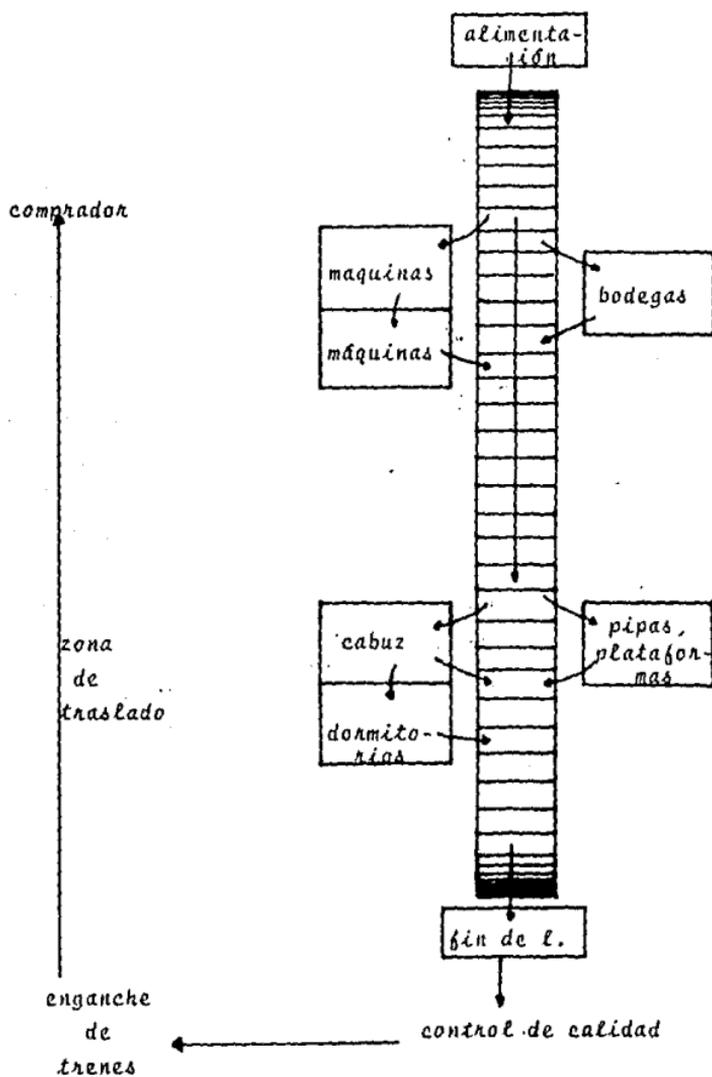 alimenta-
ión
comprador
maquinas
bodegas
máquinas
cabuz
pipas,
platafor-
mas
zona
de
traslado
dormito-
rios
fin de l.
control de calidad
enganche
de
trenes